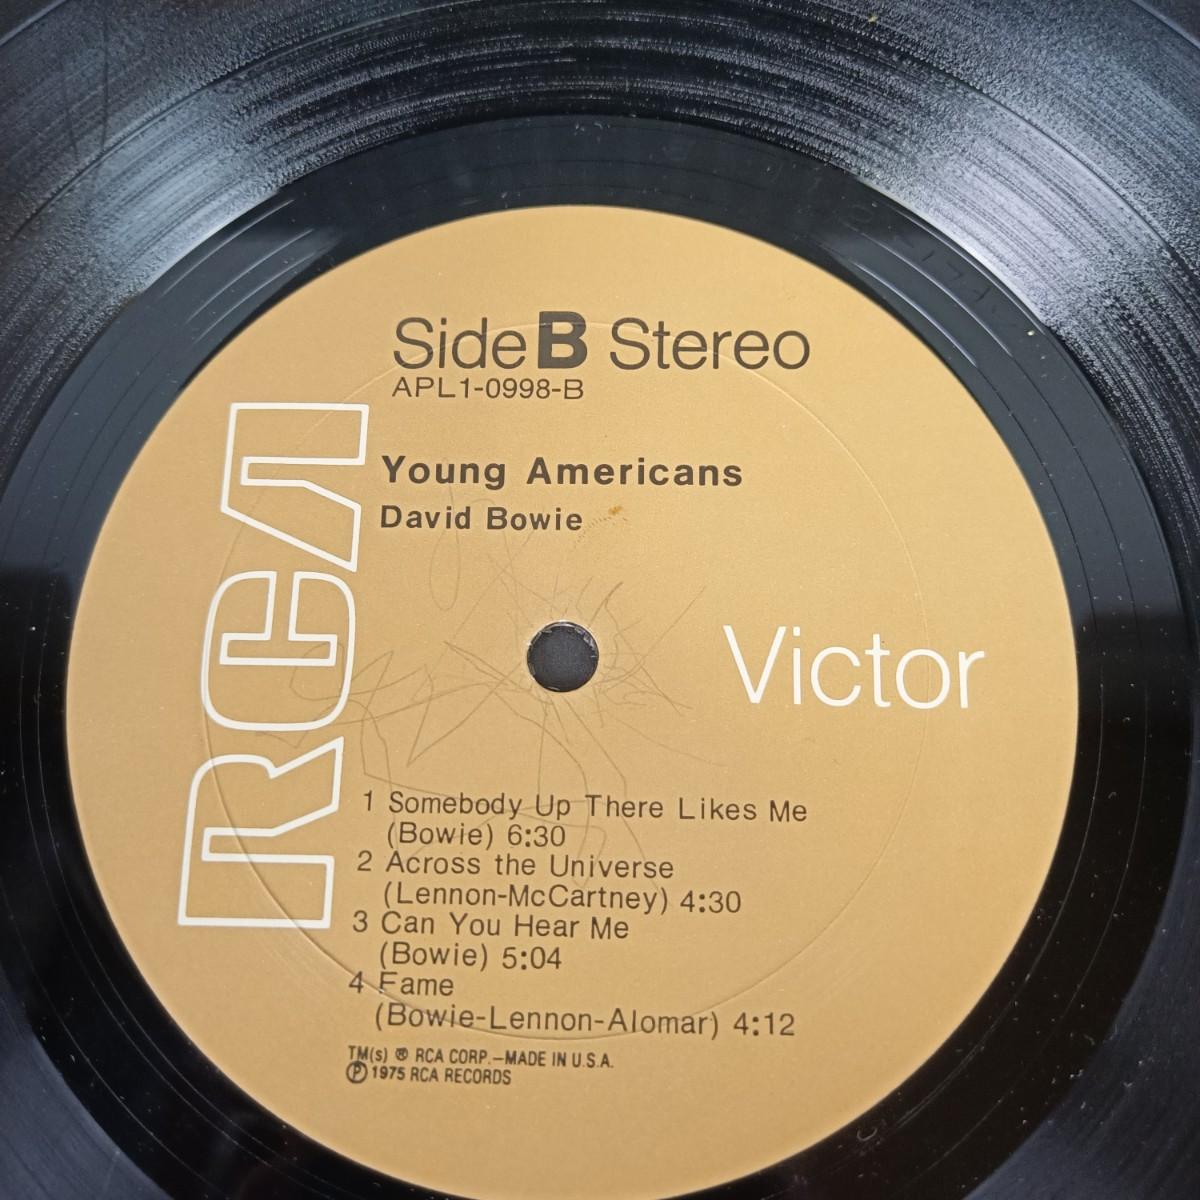 Side B Stereo
APL1-0998-B
RCA
Young Americans
David Bowie
Victor
1 Somebody Up There Likes Me
(Bowie) 6:30
2 Across the Universe
(Lennon-McCartney) 4:30
3 Can You Hear Me
(Bowie) 5:04
4 Fame
(Bowie-Lennon-Alomar) 4:12
TM(s) ® RCA CORP.—MADE IN U.S.A.
℗ 1975 RCA RECORDS